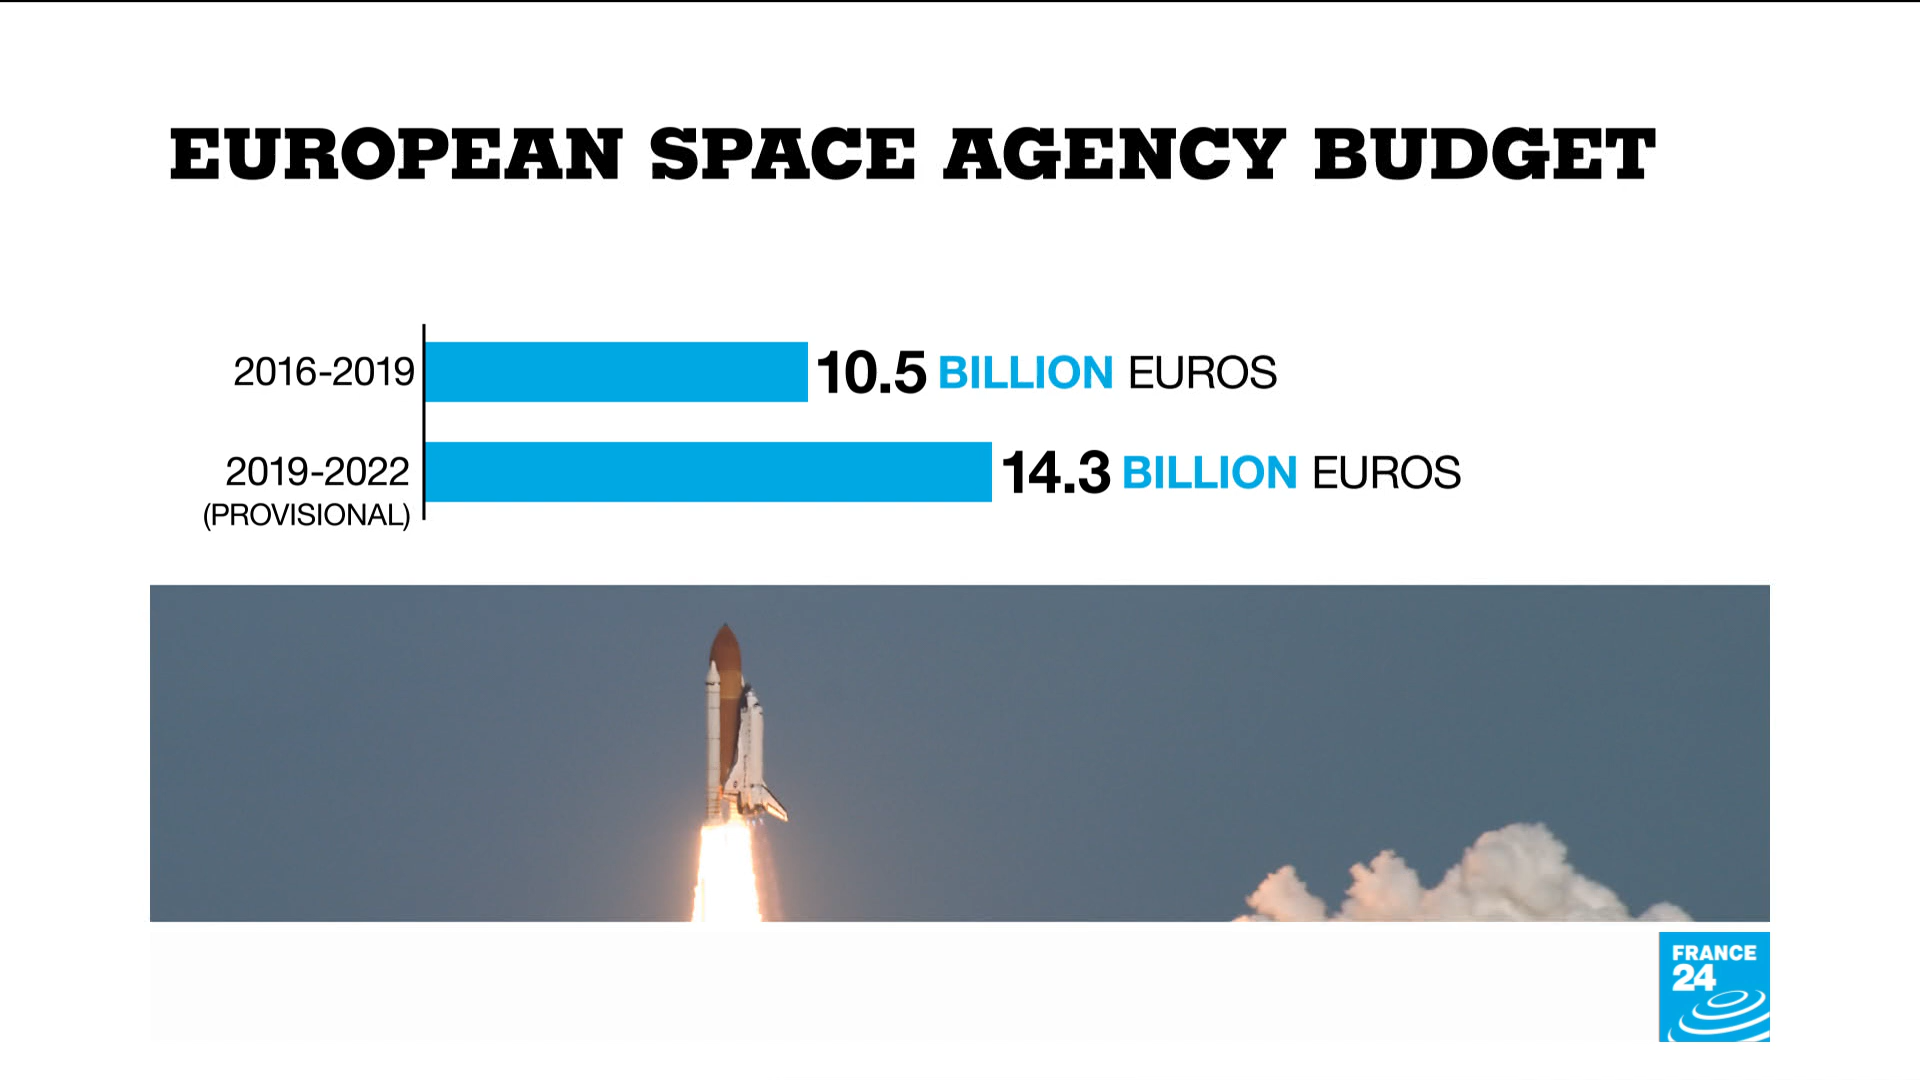 EUROPEAN SPACE AGENCY BUDGET
2016-2019 10.5 BILLION EUROS
2019-2022 14.3 BILLION EUROS
(PROVISIONAL)
FRANCE
24